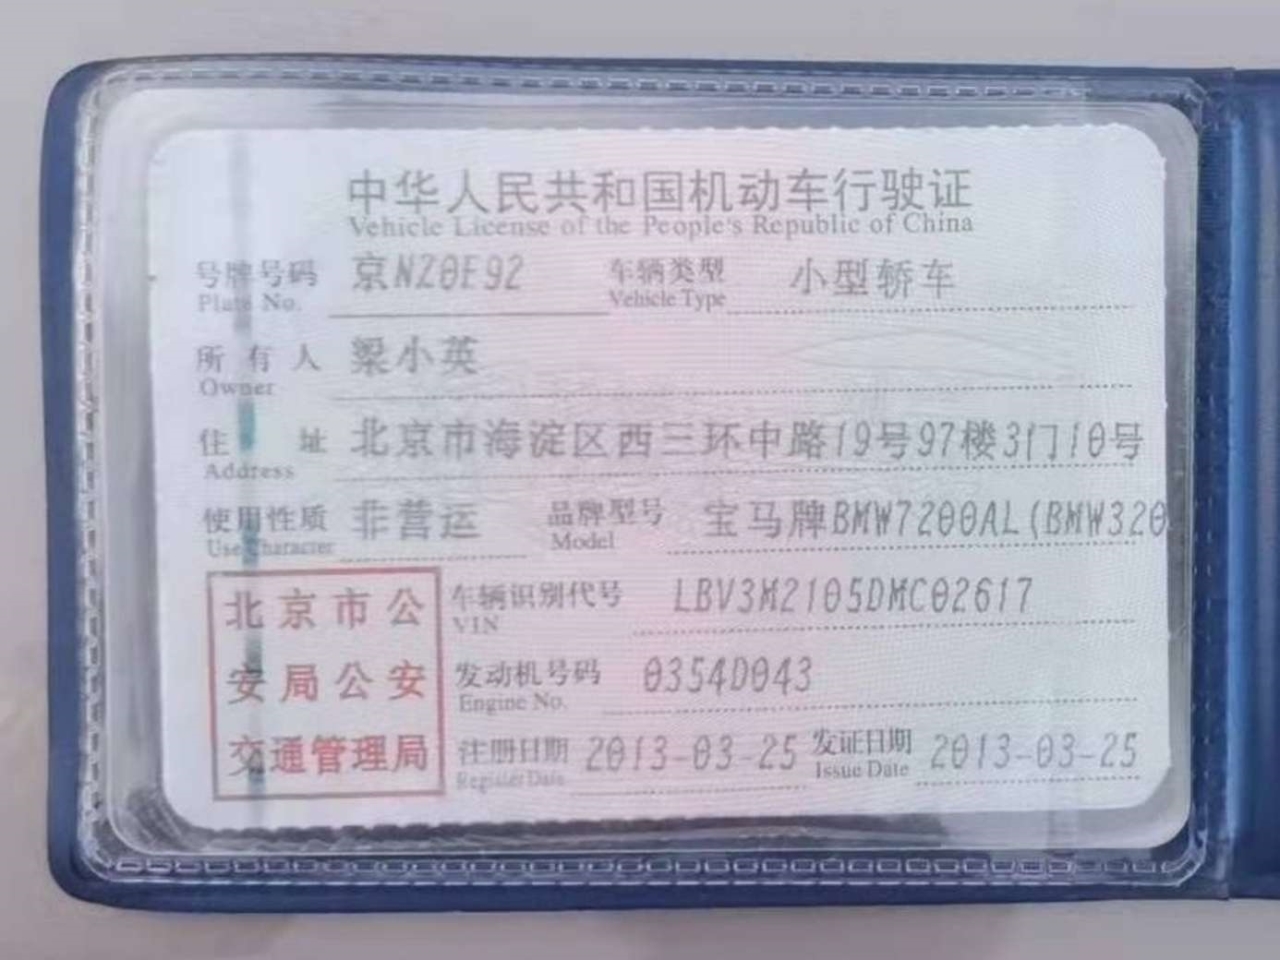 中华人民共和国机动车行驶证
Vehicle License of the People's Republic of China
号牌号码 京NZ0E92 车辆类型 小型轿车
Plate No. Vehicle Type
所有人 梁小英
Owner
住址 北京市海淀区西三环中路19号97楼3门10号
Address
使用性质 非营运 品牌型号 宝马牌BMW7200AL(BMW320
Use Character Model
北京市公 车辆识别代号 LBV3M2105DMC02617
VIN
安局公安 发动机号码 0354D043
Engine No.
交通管理局 注册日期 2013-03-25 发证日期 2013-03-25
Register Date Issue Date